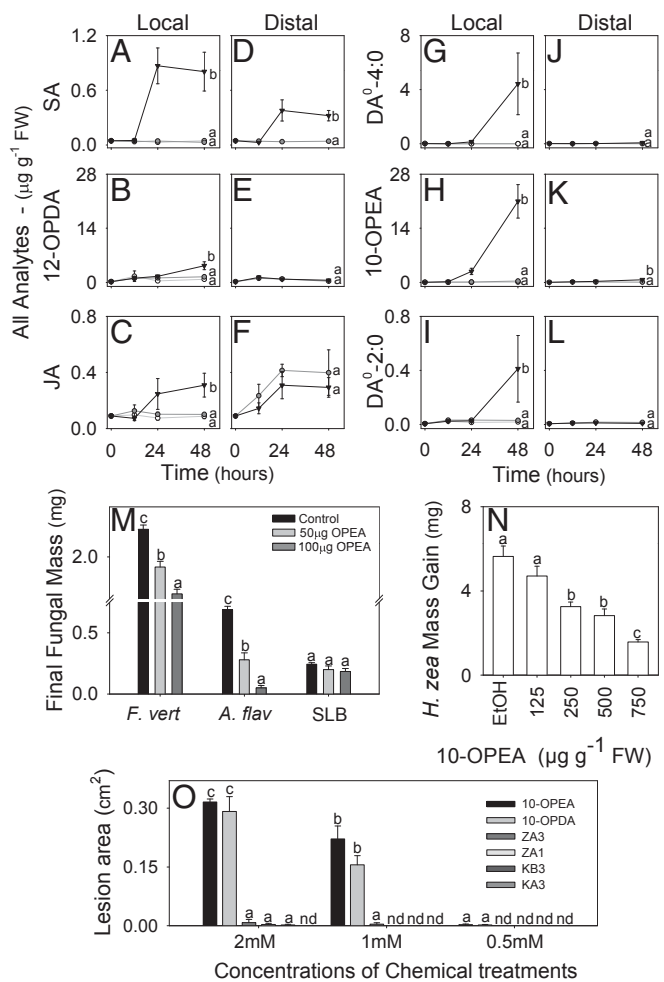 Local Distal Local Distal
All Analytes - (µg g⁻¹ FW)
SA
1.2
0.6
0.0
A
b
a
a
D
b
a
DA⁰-4:0
8
4
0
G
b
a
a
J
a
a
12-OPDA
28
14
0
B
b
a
a
E
a
a
10-OPEA
28
14
0
H
b
a
a
K
b
a
JA
0.8
0.4
0.0
C
b
a
a
F
a
a
DA⁰-2:0
0.8
0.4
0.0
I
b
a
a
L
a
a
0 24 48 0 24 48 0 24 48 0 24 48
Time (hours) Time (hours)
M
Final Fungal Mass (mg)
2.0
0.5
0.0
Control
50µg OPEA
100µg OPEA
c b a
c b a
a a a
F. vert A. flav SLB
N
H. zea Mass Gain (mg)
8
6
3
0
a a b b c
EtOH 125 250 500 750
10-OPEA (µg g⁻¹ FW)
O
Lesion area (cm²)
0.30
0.15
0.00
10-OPEA
10-OPDA
ZA3
ZA1
KB3
KA3
c c a a a nd
b b a nd nd nd
a a nd nd nd nd
2mM 1mM 0.5mM
Concentrations of Chemical treatments